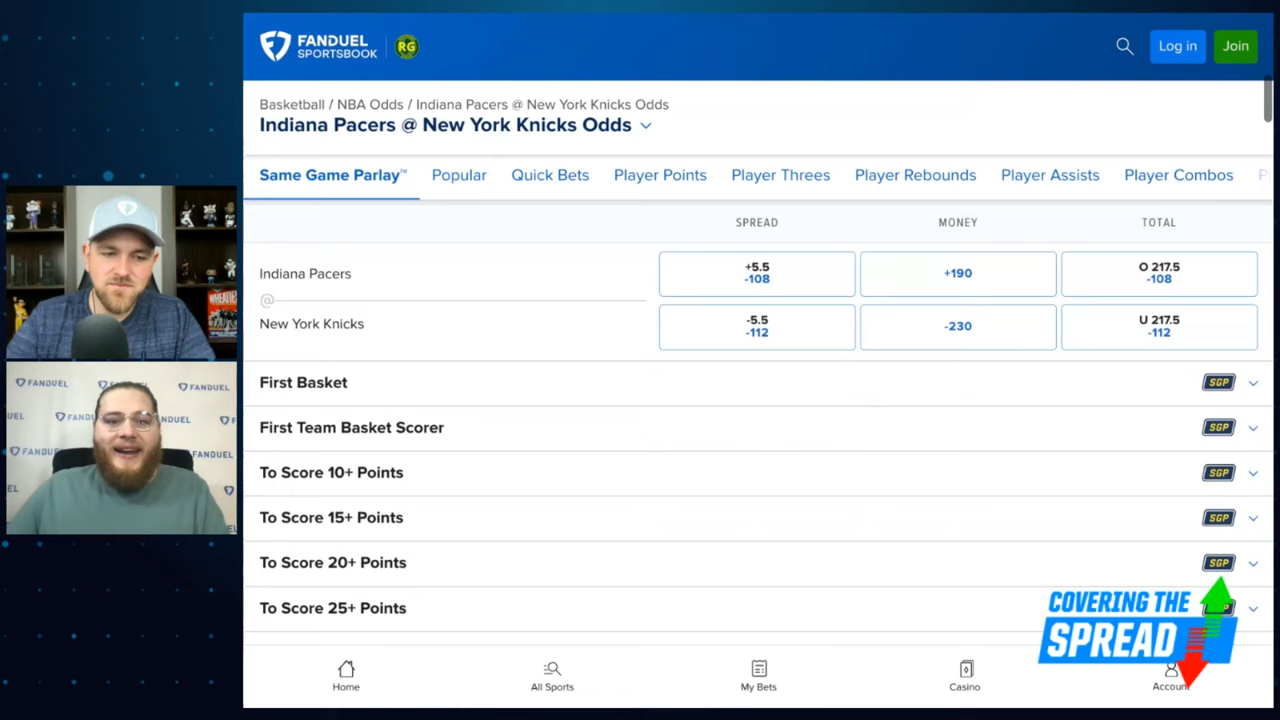 FANDUEL
SPORTSBOOK
RG
Log in
Join
Basketball / NBA Odds / Indiana Pacers @ New York Knicks Odds
Indiana Pacers @ New York Knicks Odds
Same Game Parlay™
Popular
Quick Bets
Player Points
Player Threes
Player Rebounds
Player Assists
Player Combos
SPREAD
MONEY
TOTAL
Indiana Pacers
+5.5
-108
+190
O 217.5
-108
@
New York Knicks
-5.5
-112
-230
U 217.5
-112
First Basket
SGP
First Team Basket Scorer
SGP
To Score 10+ Points
SGP
To Score 15+ Points
SGP
To Score 20+ Points
SGP
To Score 25+ Points
COVERING THE
SPREAD
Home
All Sports
My Bets
Casino
Account
WHEATIES
FANDUEL
FANDUEL
FANDUEL